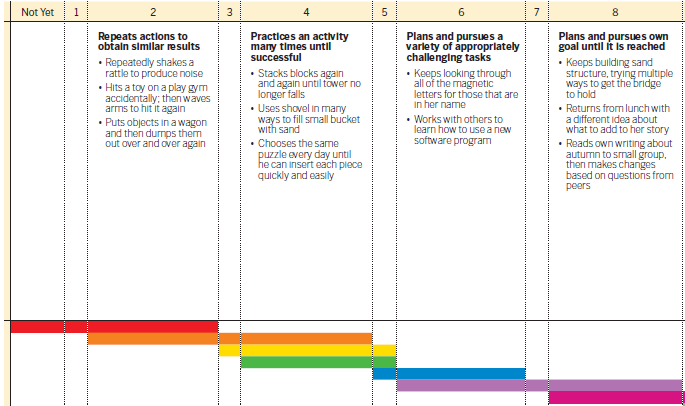 Not Yet 1 2 3 4 5 6 7 8
Repeats actions to
obtain similar results
• Repeatedly shakes a
rattle to produce noise
• Hits a toy on a play gym
accidentally; then waves
arms to hit it again
• Puts objects in a wagon
and then dumps them
out over and over again
Practices an activity
many times until
successful
• Stacks blocks again
and again until tower no
longer falls
• Uses shovel in many
ways to fill small bucket
with sand
• Chooses the same
puzzle every day until
he can insert each piece
quickly and easily
Plans and pursues a
variety of appropriately
challenging tasks
• Keeps looking through
all of the magnetic
letters for those that are
in her name
• Works with others to
learn how to use a new
software program
Plans and pursues own
goal until it is reached
• Keeps building sand
structure, trying multiple
ways to get the bridge
to hold
• Returns from lunch with
a different idea about
what to add to her story
• Reads own writing about
autumn to small group,
then makes changes
based on questions from
peers